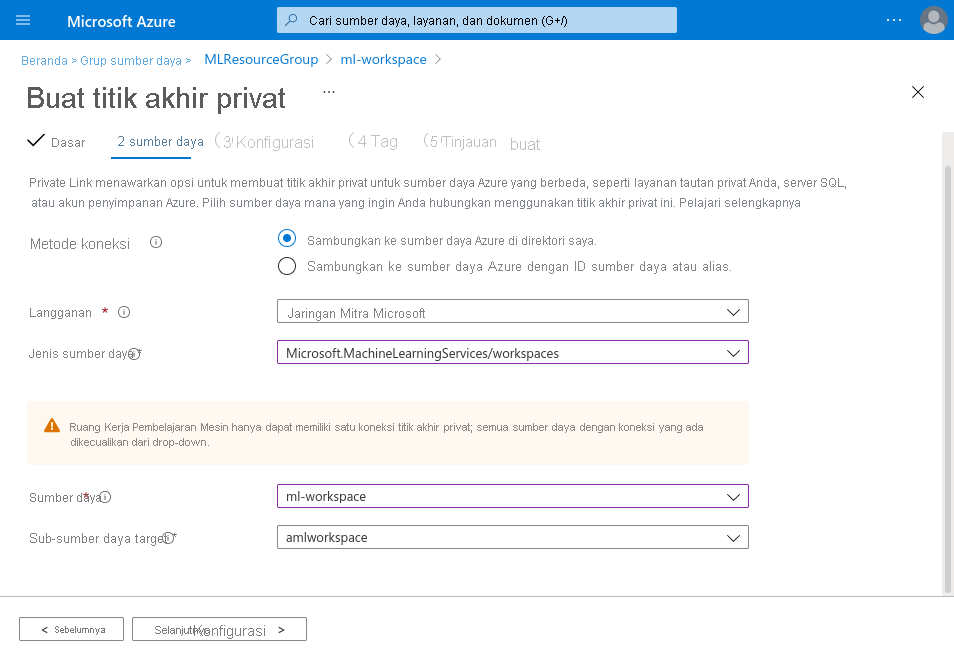 Microsoft Azure
Cari sumber daya, layanan, dan dokumen (G+/)
Beranda > Grup sumber daya > MLResourceGroup > ml-workspace >
Buat titik akhir privat ...
Dasar 2 sumber daya 3 Konfigurasi 4 Tag 5 Tinjauan buat
Private Link menawarkan opsi untuk membuat titik akhir privat untuk sumber daya Azure yang berbeda, seperti layanan tautan privat Anda, server SQL,
atau akun penyimpanan Azure. Pilih sumber daya mana yang ingin Anda hubungkan menggunakan titik akhir privat ini. Pelajari selengkapnya
Metode koneksi
Sambungkan ke sumber daya Azure di direktori saya.
Sambungkan ke sumber daya Azure dengan ID sumber daya atau alias.
Langganan * Jaringan Mitra Microsoft
Jenis sumber daya * Microsoft.MachineLearningServices/workspaces
Ruang Kerja Pembelajaran Mesin hanya dapat memiliki satu koneksi titik akhir privat; semua sumber daya dengan koneksi yang ada
dikecualikan dari drop-down.
Sumber daya * ml-workspace
Sub-sumber daya target * amlworkspace
< Sebelumnya Konfigurasi >